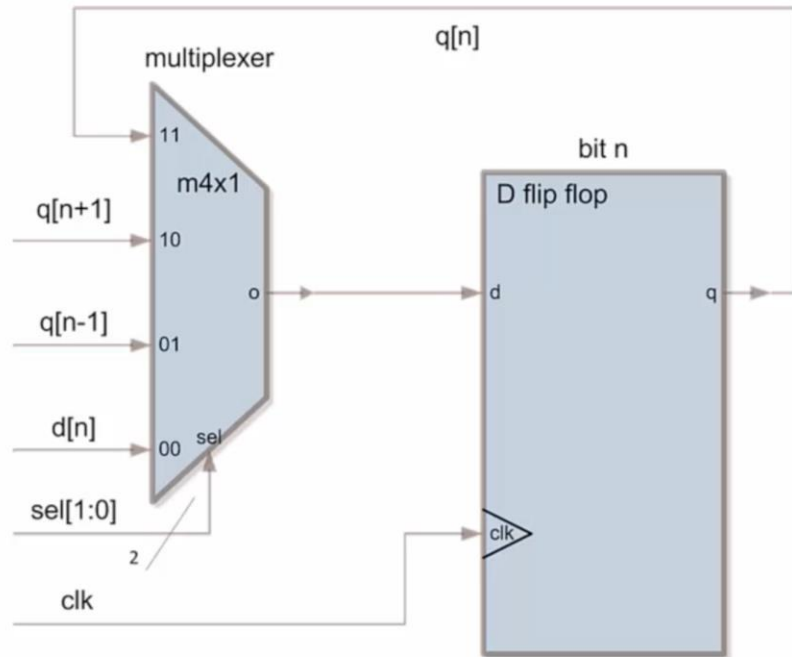 q[n]
multiplexer
11
bit n
m4x1
D flip flop
q[n+1]
10
o
d
q
q[n-1]
01
d[n]
00
sel
sel[1:0]
clk
2
clk